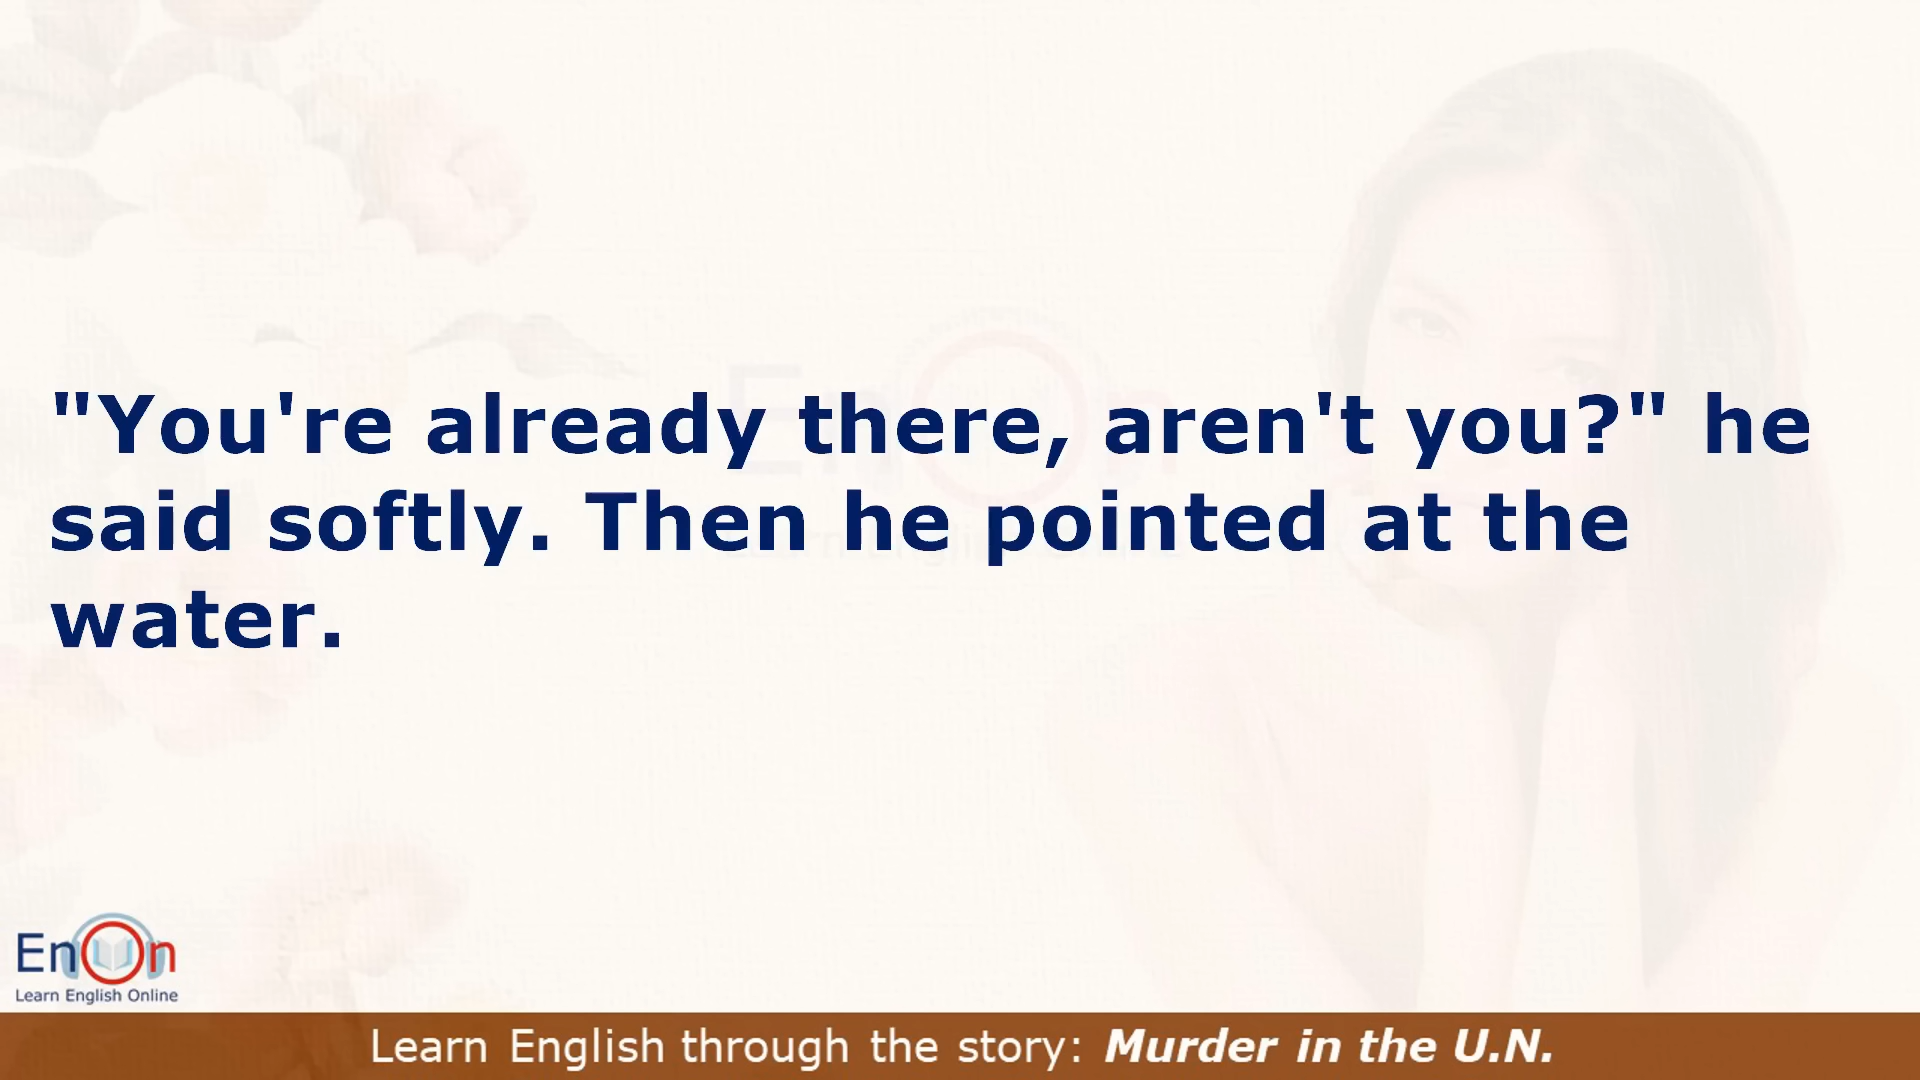 "You're already there, aren't you?" he
said softly. Then he pointed at the
water.
EnOn
Learn English Online
Learn English through the story: Murder in the U.N.